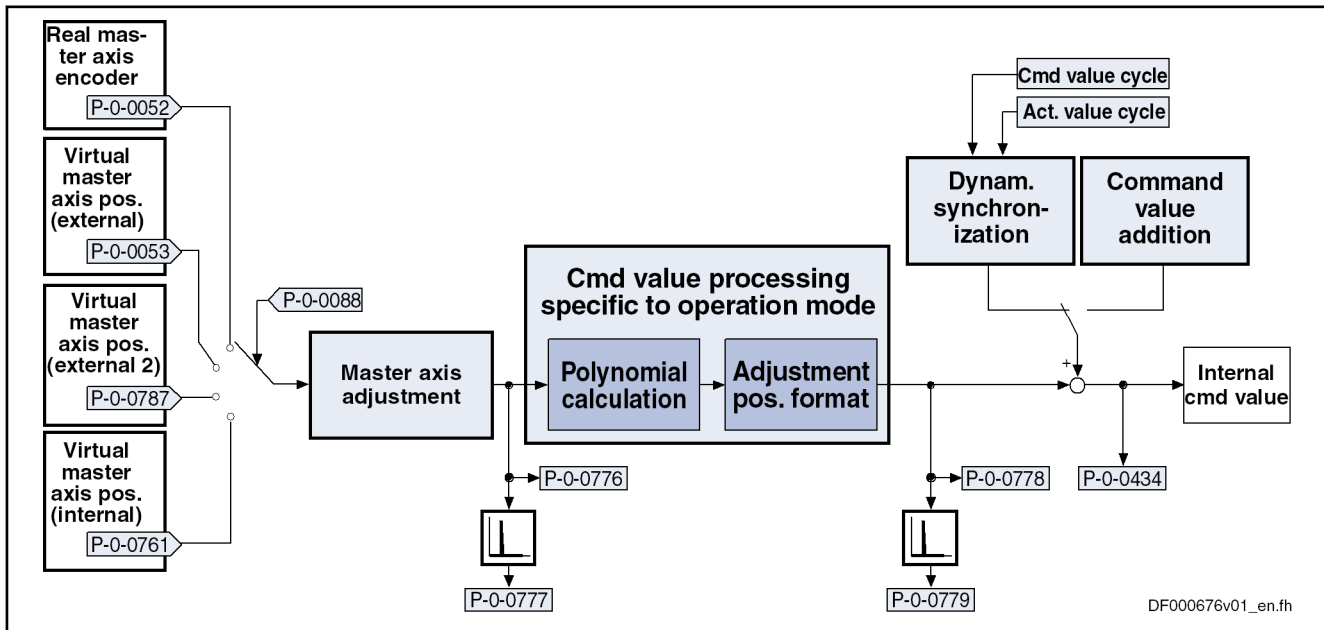 Real mas-
ter axis
encoder
P-0-0052
Virtual
master
axis pos.
(external)
P-0-0053
Virtual
master
axis pos.
(external 2)
P-0-0787
Virtual
master
axis pos.
(internal)
P-0-0761
P-0-0088
Master axis
adjustment
Cmd value processing
specific to operation mode
Polynomial
calculation
Adjustment
pos. format
P-0-0776
P-0-0777
P-0-0778
P-0-0779
Cmd value cycle
Act. value cycle
Dynam.
synchron-
ization
Command
value
addition
+
P-0-0434
Internal
cmd value
DF000676v01_en.fh